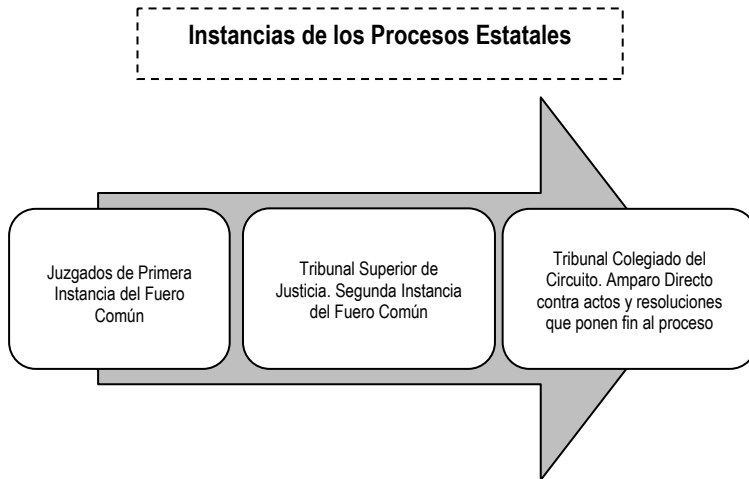 Instancias de los Procesos Estatales
Juzgados de Primera
Instancia del Fuero
Común
Tribunal Superior de
Justicia. Segunda Instancia
del Fuero Común
Tribunal Colegiado del
Circuito. Amparo Directo
contra actos y resoluciones
que ponen fin al proceso